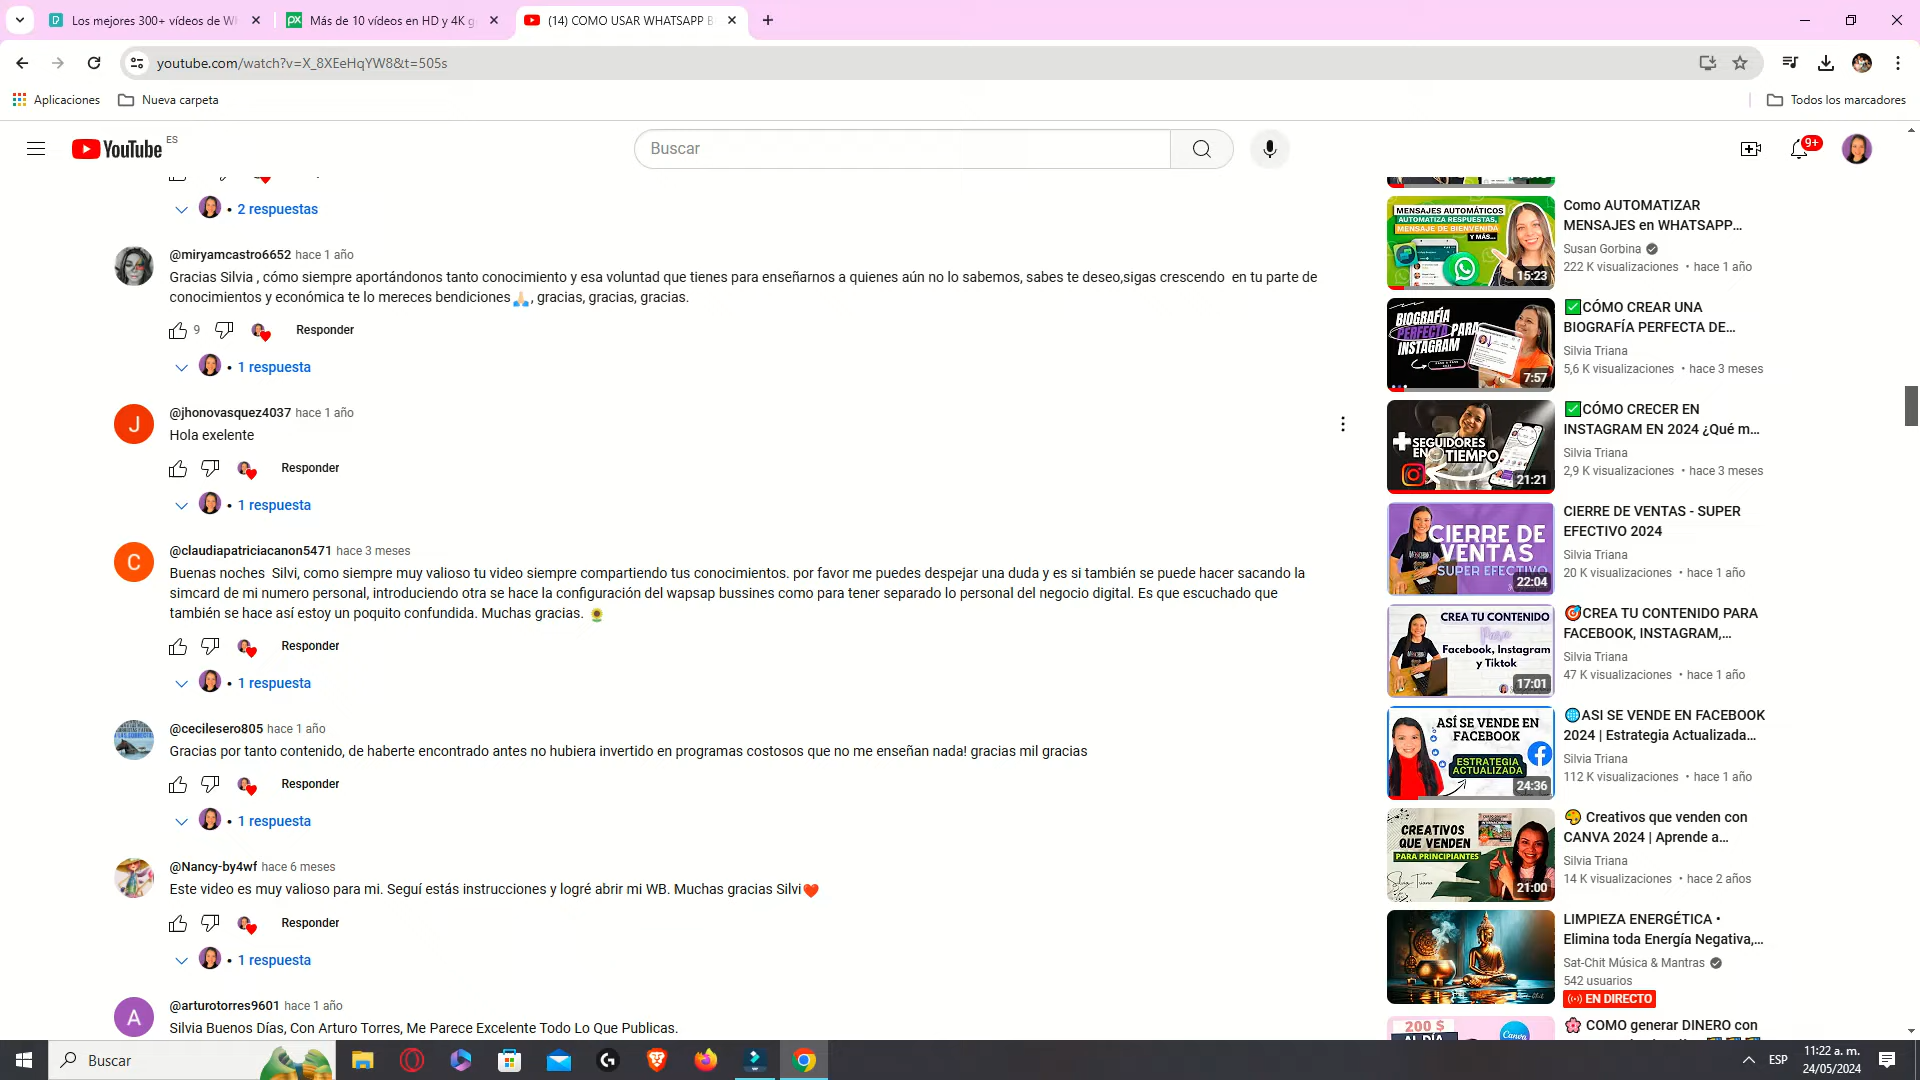 Los mejores 300+ vídeos de W
Más de 10 vídeos en HD y 4K g
(14) COMO USAR WHATSAPP B
youtube.com/watch?v=X_8XEeHqYW8&t=505s
Aplicaciones
Nueva carpeta
Todos los marcadores
YouTube
ES
Buscar
9+
2 respuestas
@miryamcastro6652 hace 1 año
Gracias Silvia , cómo siempre aportándonos tanto conocimiento y esa voluntad que tienes para enseñarnos a quienes aún no lo sabemos, sabes te deseo,sigas crescendo en tu parte de
conocimientos y económica te lo mereces bendiciones🙏🏻, gracias, gracias, gracias.
9
Responder
1 respuesta
J
@jhonovasquez4037 hace 1 año
Hola exelente
Responder
1 respuesta
C
@claudiapatriciacanon5471 hace 3 meses
Buenas noches Silvi, como siempre muy valioso tu video siempre compartiendo tus conocimientos. por favor me puedes despejar una duda y es si también se puede hacer sacando la
simcard de mi numero personal, introduciendo otra se hace la configuración del wapsap bussines como para tener separado lo personal del negocio digital. Es que escuchado que
también se hace así estoy un poquito confundida. Muchas gracias. 🌻
Responder
1 respuesta
@cecilesero805 hace 1 año
Gracias por tanto contenido, de haberte encontrado antes no hubiera invertido en programas costosos que no me enseñan nada! gracias mil gracias
Responder
1 respuesta
@Nancy-by4wf hace 6 meses
Este video es muy valioso para mi. Seguí estás instrucciones y logré abrir mi WB. Muchas gracias Silvi❤️
Responder
1 respuesta
A
@arturotorres9601 hace 1 año
Silvia Buenos Días, Con Arturo Torres, Me Parece Excelente Todo Lo Que Publicas.
MENSAJES AUTOMÁTICOS
AUTOMATIZA RESPUESTAS,
MENSAJE DE BIENVENIDA
Y MÁS...
15:23
Como AUTOMATIZAR
MENSAJES en WHATSAPP...
Susan Gorbina
222 K visualizaciones • hace 1 año
BIOGRAFÍA
PERFECTA PARA
INSTAGRAM
7:57
✅CÓMO CREAR UNA
BIOGRAFÍA PERFECTA DE...
Silvia Triana
5,6 K visualizaciones • hace 3 meses
+SEGUIDORES
EN - TIEMPO
21:21
✅CÓMO CRECER EN
INSTAGRAM EN 2024 ¿Qué m...
Silvia Triana
2,9 K visualizaciones • hace 3 meses
CIERRE DE
VENTAS
SUPER EFECTIVO
22:04
CIERRE DE VENTAS - SUPER
EFECTIVO 2024
Silvia Triana
20 K visualizaciones • hace 1 año
CREA TU CONTENIDO
Para
Facebook, Instagram
y Tiktok
17:01
🎯CREA TU CONTENIDO PARA
FACEBOOK, INSTAGRAM,...
Silvia Triana
47 K visualizaciones • hace 1 año
ASÍ SE VENDE EN
FACEBOOK
ESTRATEGIA
ACTUALIZADA
24:36
🌐ASI SE VENDE EN FACEBOOK
2024 | Estrategia Actualizada...
Silvia Triana
112 K visualizaciones • hace 1 año
CREATIVOS
QUE VENDEN
PARA PRINCIPIANTES
Silvia Triana
21:00
🎨 Creativos que venden con
CANVA 2024 | Aprende a...
Silvia Triana
14 K visualizaciones • hace 2 años
LIMPIEZA ENERGÉTICA •
Elimina toda Energía Negativa,...
Sat-Chit Música & Mantras
542 usuarios
EN DIRECTO
200 $
AL DÍA
Canva
🌸 COMO generar DINERO con
Buscar
ESP
11:22 a. m.
24/05/2024